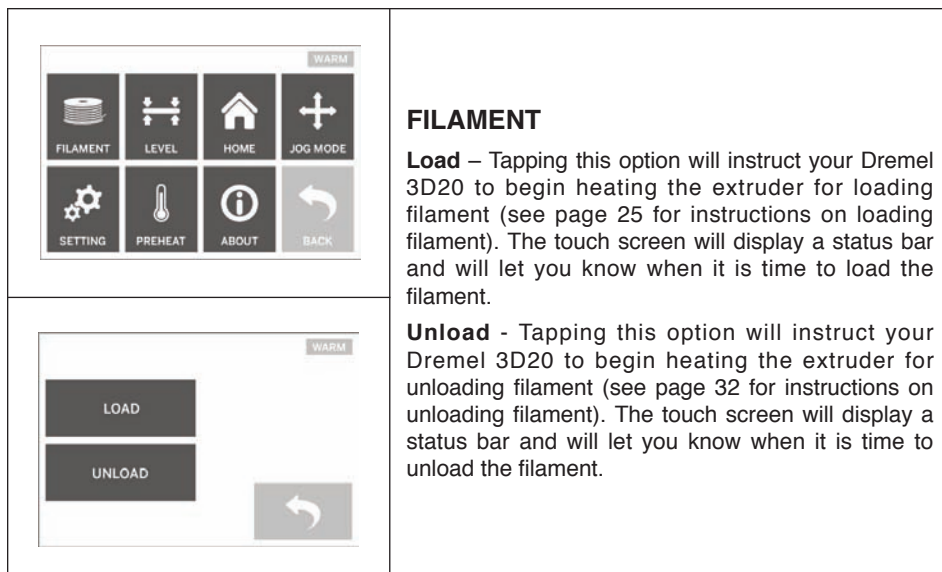 WARM
FILAMENT LEVEL HOME JOG MODE
SETTING PREHEAT ABOUT BACK
WARM
LOAD
UNLOAD
FILAMENT
Load – Tapping this option will instruct your Dremel
3D20 to begin heating the extruder for loading
filament (see page 25 for instructions on loading
filament). The touch screen will display a status bar
and will let you know when it is time to load the
filament.
Unload - Tapping this option will instruct your
Dremel 3D20 to begin heating the extruder for
unloading filament (see page 32 for instructions on
unloading filament). The touch screen will display a
status bar and will let you know when it is time to
unload the filament.